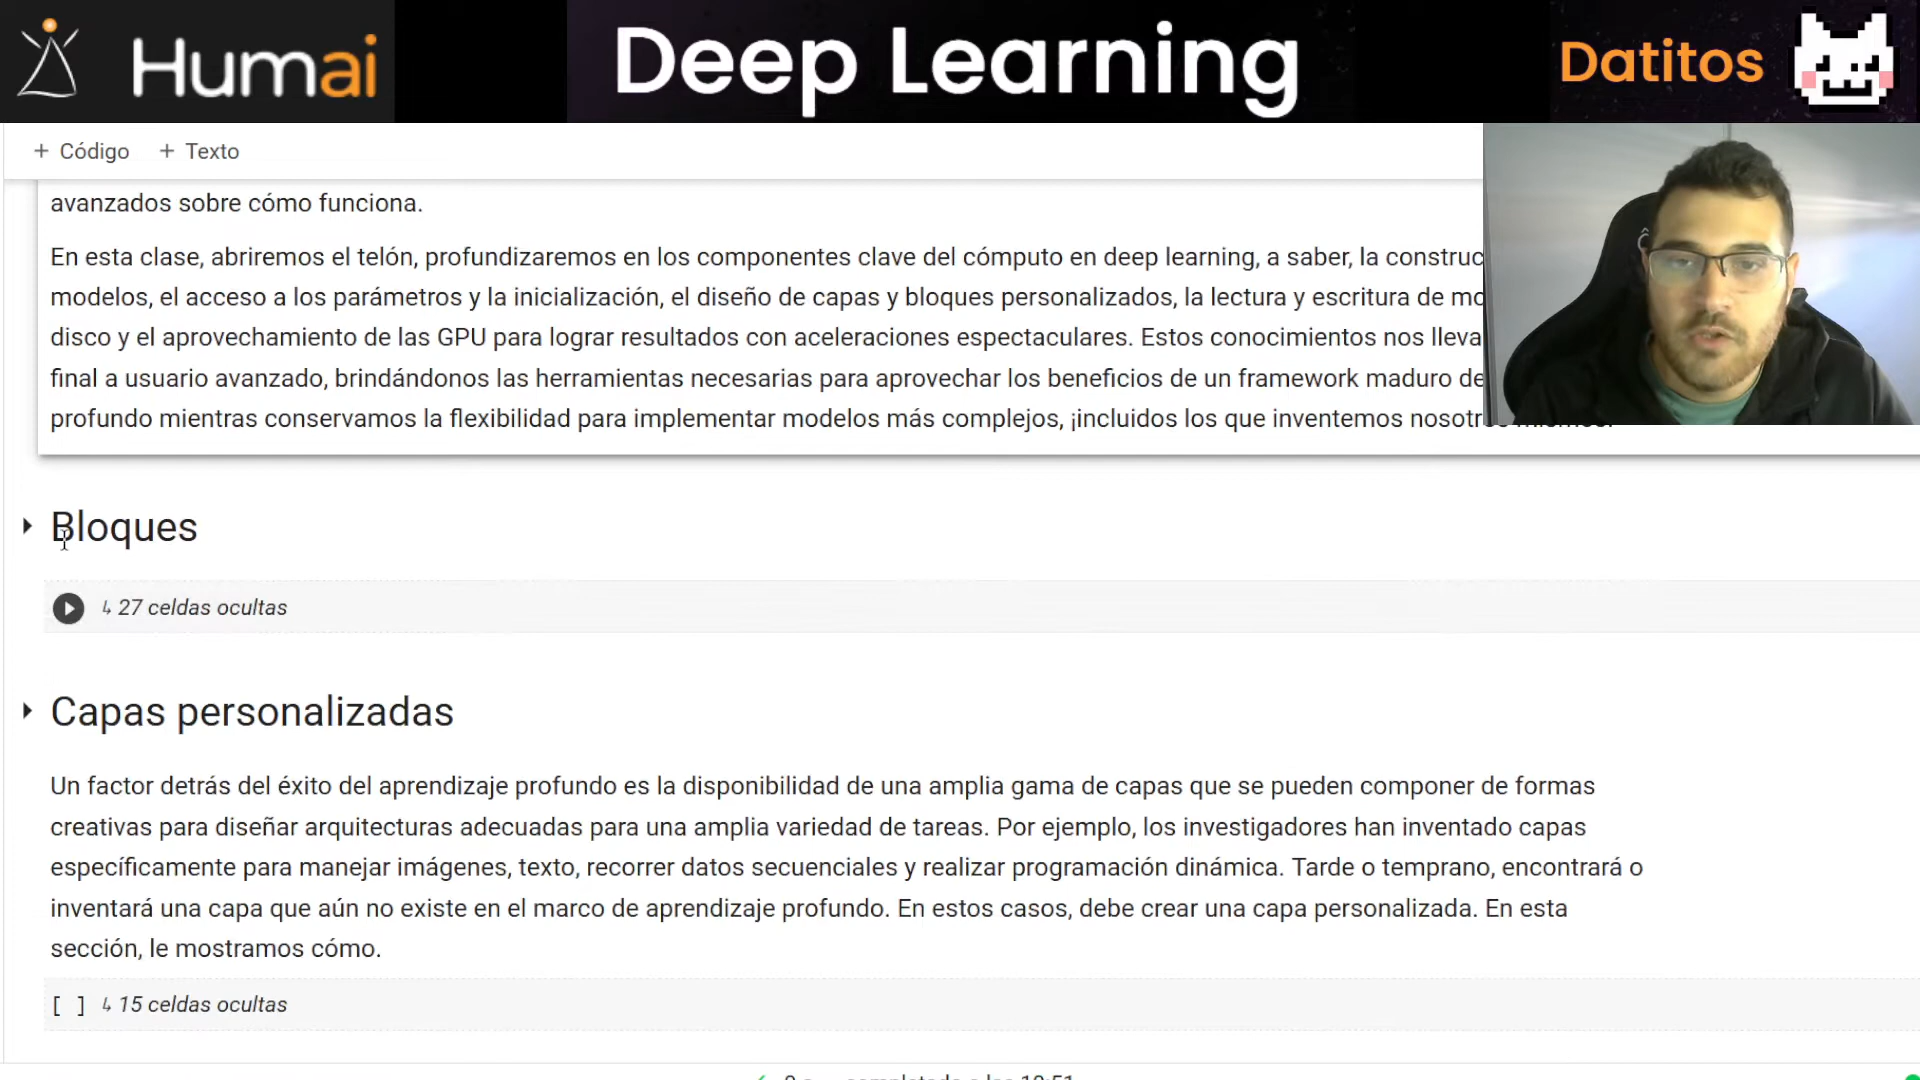 Humai
Deep Learning
Datitos
+ Código + Texto
avanzados sobre cómo funciona.
En esta clase, abriremos el telón, profundizaremos en los componentes clave del cómputo en deep learning, a saber, la construc
modelos, el acceso a los parámetros y la inicialización, el diseño de capas y bloques personalizados, la lectura y escritura de mo
disco y el aprovechamiento de las GPU para lograr resultados con aceleraciones espectaculares. Estos conocimientos nos lleva
final a usuario avanzado, brindándonos las herramientas necesarias para aprovechar los beneficios de un framework maduro de
profundo mientras conservamos la flexibilidad para implementar modelos más complejos, ¡incluidos los que inventemos
Bloques
↳ 27 celdas ocultas
Capas personalizadas
Un factor detrás del éxito del aprendizaje profundo es la disponibilidad de una amplia gama de capas que se pueden componer de formas
creativas para diseñar arquitecturas adecuadas para una amplia variedad de tareas. Por ejemplo, los investigadores han inventado capas
específicamente para manejar imágenes, texto, recorrer datos secuenciales y realizar programación dinámica. Tarde o temprano, encontrará o
inventará una capa que aún no existe en el marco de aprendizaje profundo. En estos casos, debe crear una capa personalizada. En esta
sección, le mostramos cómo.
[ ] ↳ 15 celdas ocultas